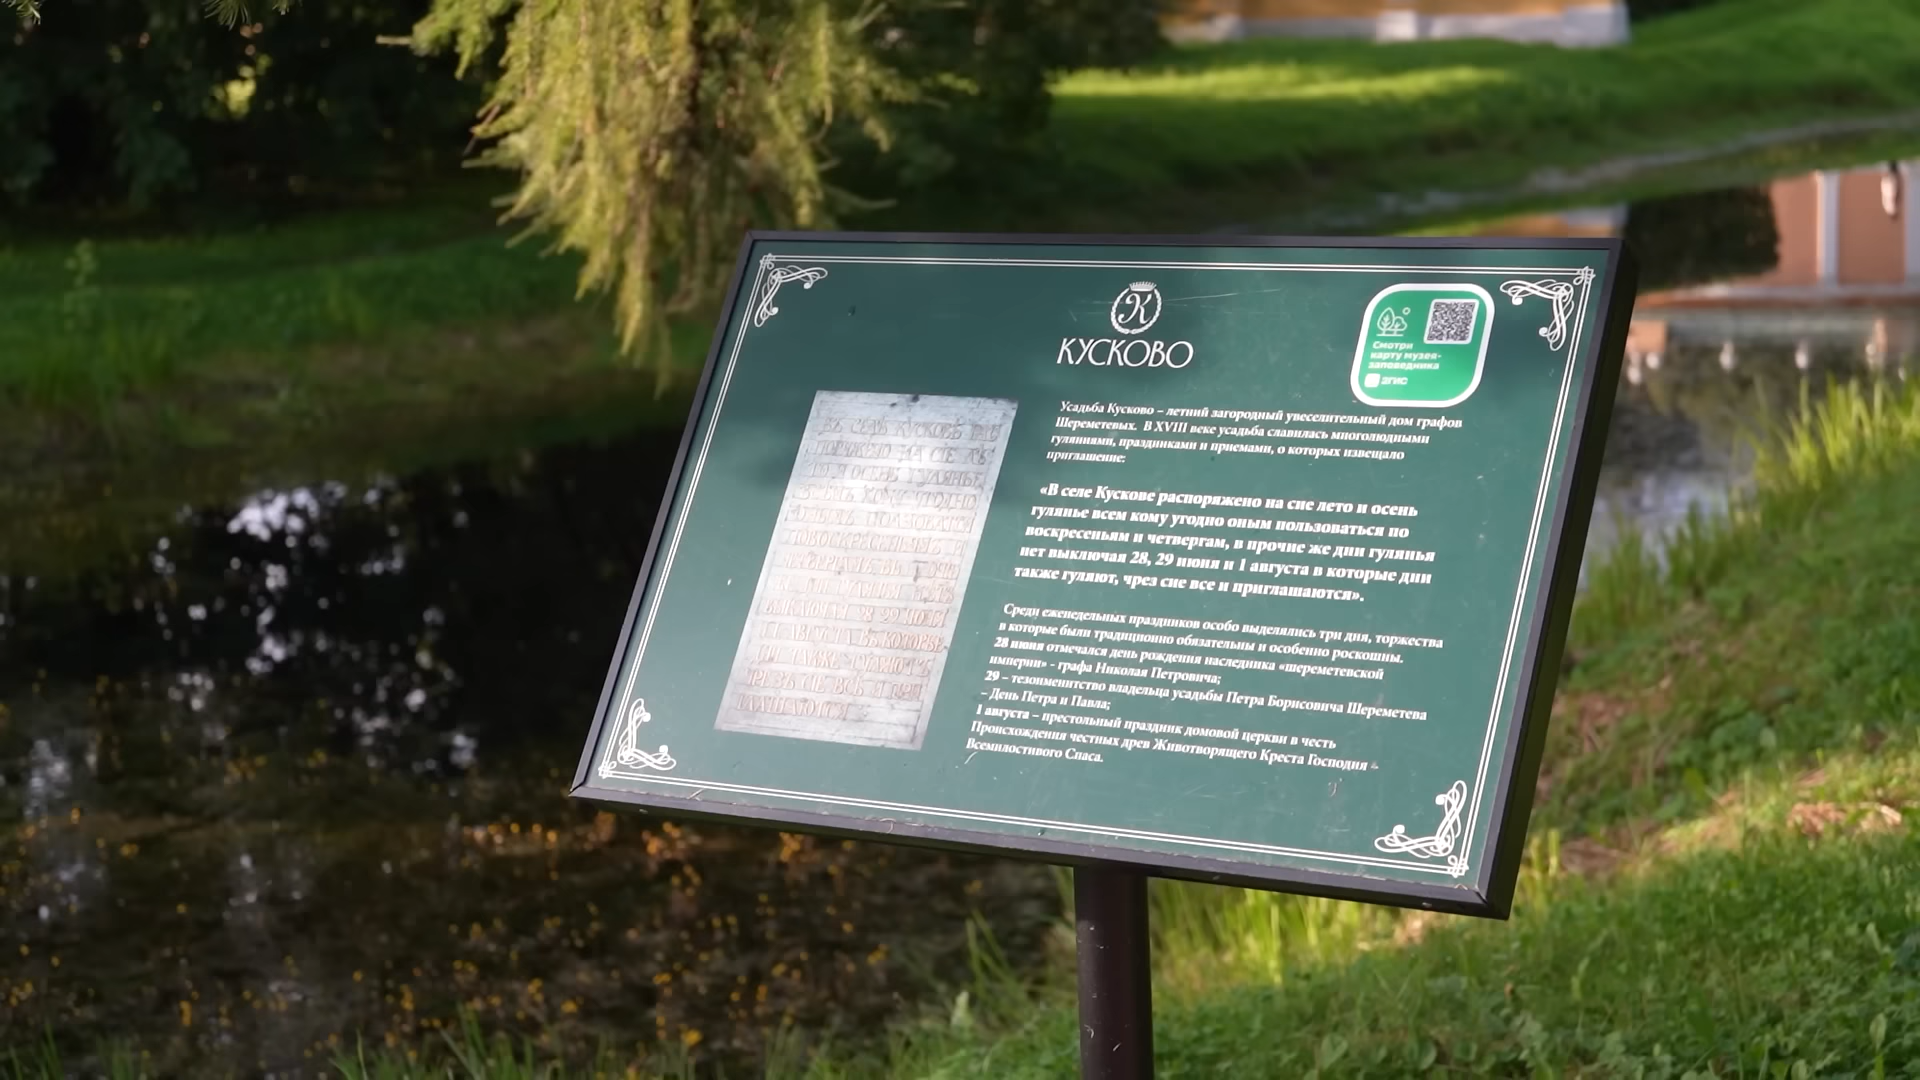 КУСКОВО
Смотри
карту музея-
заповедника
2ГИС
Усадьба Кусково – летний загородный увеселительный дом графов
Шереметевых. В XVIII веке усадьба славилась многолюдными
гуляниями, праздниками и приемами, о которых извещало
приглашение:
«В селе Кускове распоряжено на сие лето и осень
гулянье всем кому угодно оным пользоваться по
воскресеньям и четвергам, в прочие же дни гулянья
нет выключая 28, 29 июня и 1 августа в которые дни
также гуляют, чрез сие все и приглашаются».
Среди еженедельных праздников особо выделялись три дня, торжества
в которые были традиционно обязательны и особенно роскошны.
28 июня отмечался день рождения наследника «шереметевской
империи» - графа Николая Петровича;
29 – тезоименитство владельца усадьбы Петра Борисовича Шереметева
– День Петра и Павла;
1 августа – престольный праздник домовой церкви в честь
Происхождения честных древ Животворящего Креста Господня -
Всемилостивого Спаса.